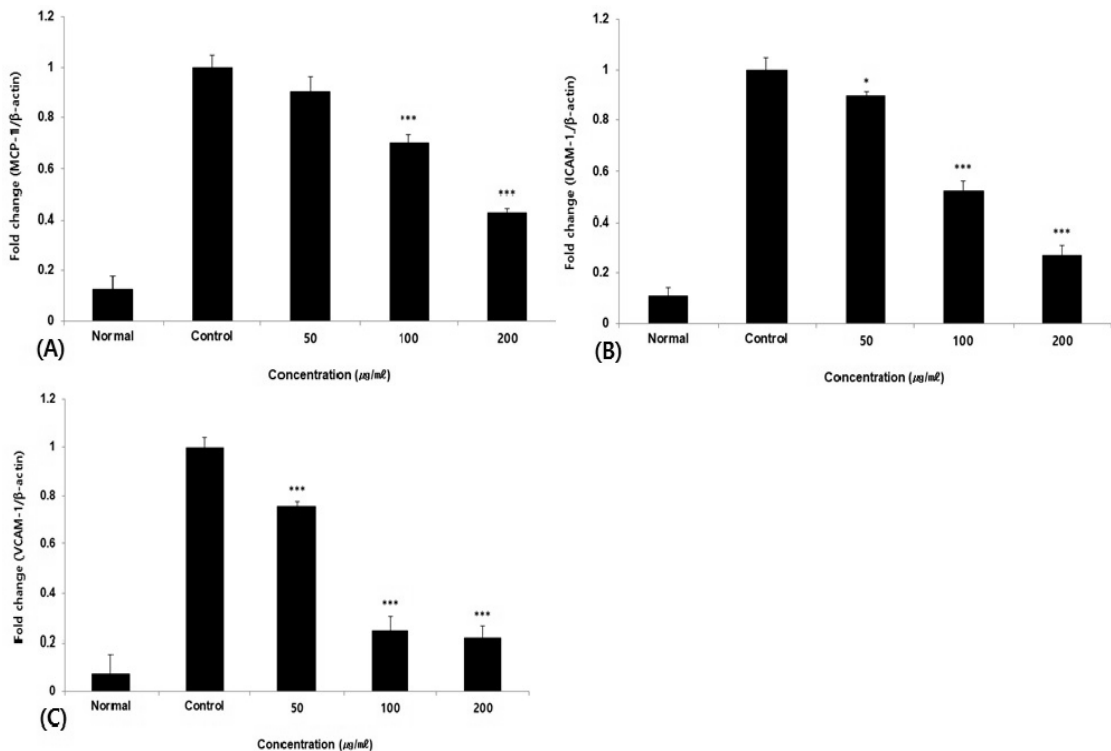 1.2
1
0.8
0.6
0.4
0.2
0
Fold change (MCP-1/β-actin)
***
***
Normal Control 50 100 200
(A)
Concentration (㎍/㎖)
1.2
1
0.8
0.6
0.4
0.2
0
Fold change (ICAM-1/β-actin)
*
***
***
Normal Control 50 100 200
(B)
Concentration (㎍/㎖)
1.2
1
0.8
0.6
0.4
0.2
0
Fold change (VCAM-1/β-actin)
***
***
***
Normal Control 50 100 200
(C)
Concentration (㎍/㎖)